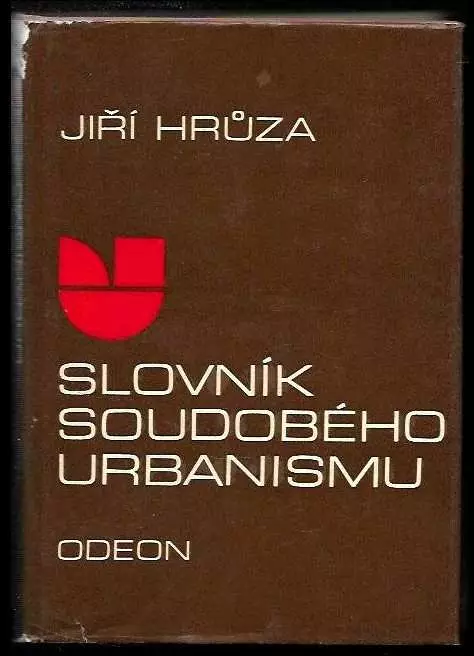 JIŘÍ HRŮZA
SLOVNÍK
SOUDOBÉHO
URBANISMU
ODEON